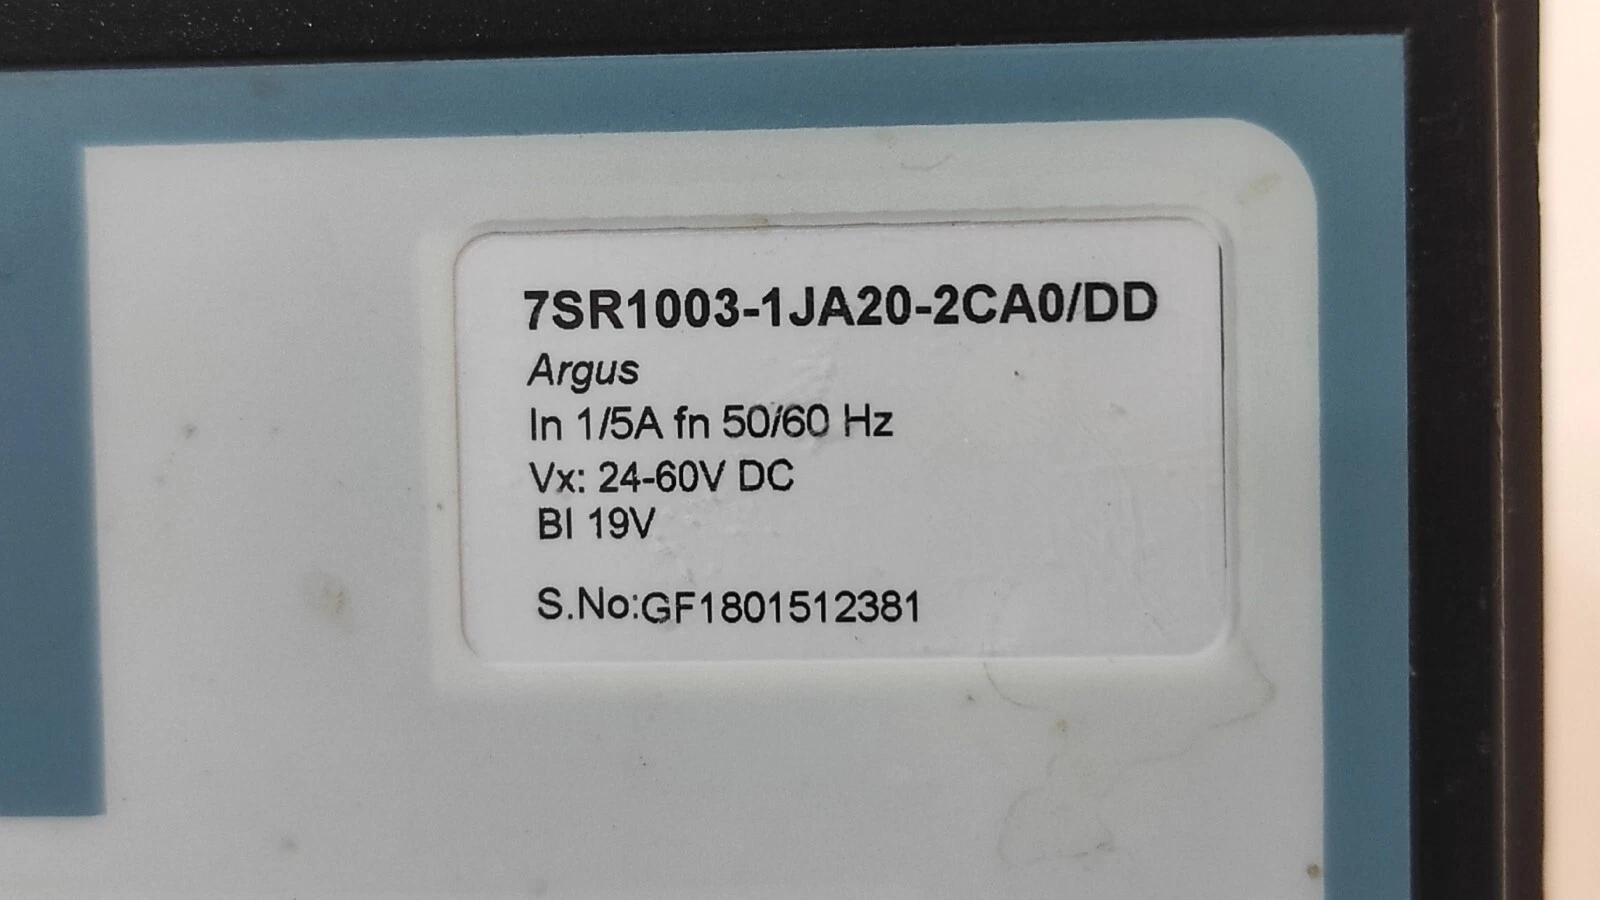 7SR1003-1JA20-2CA0/DD
Argus
In 1/5A fn 50/60 Hz
Vx: 24-60V DC
BI 19V
S.No:GF1801512381